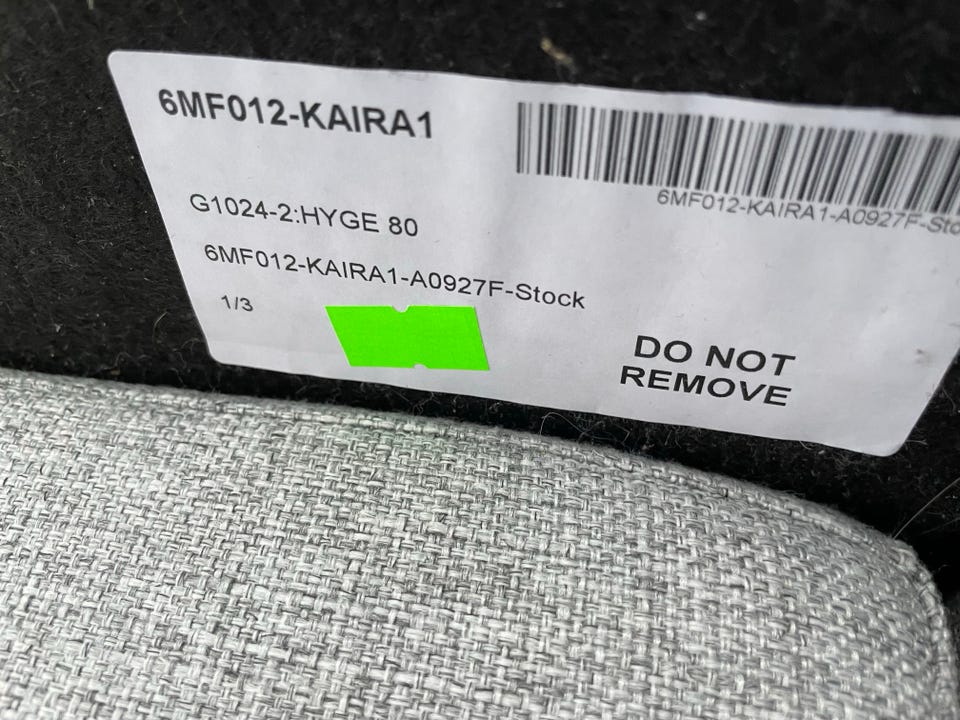 6MF012-KAIRA1
6MF012-KAIRA1-A0927F-Sto
G1024-2:HYGE 80
6MF012-KAIRA1-A0927F-Stock
1/3
DO NOT
REMOVE